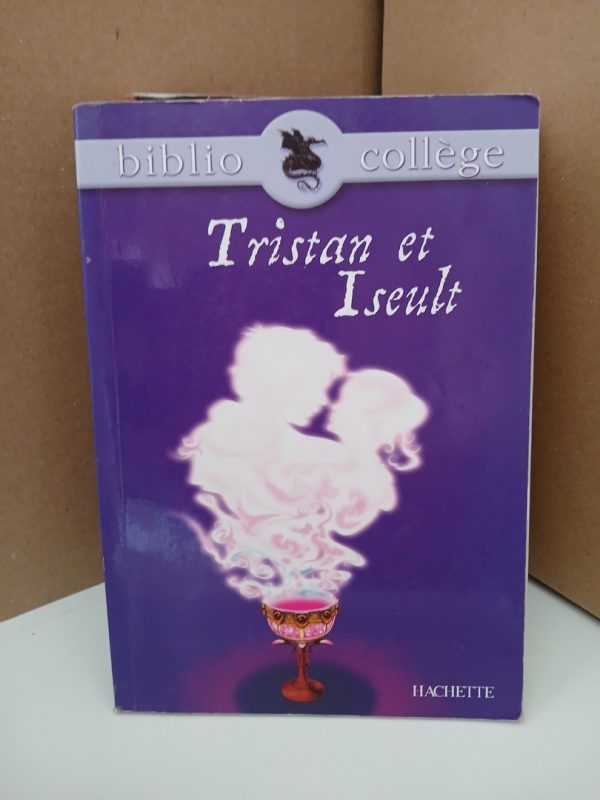 biblio collège
Tristan et
Iseult
HACHETTE